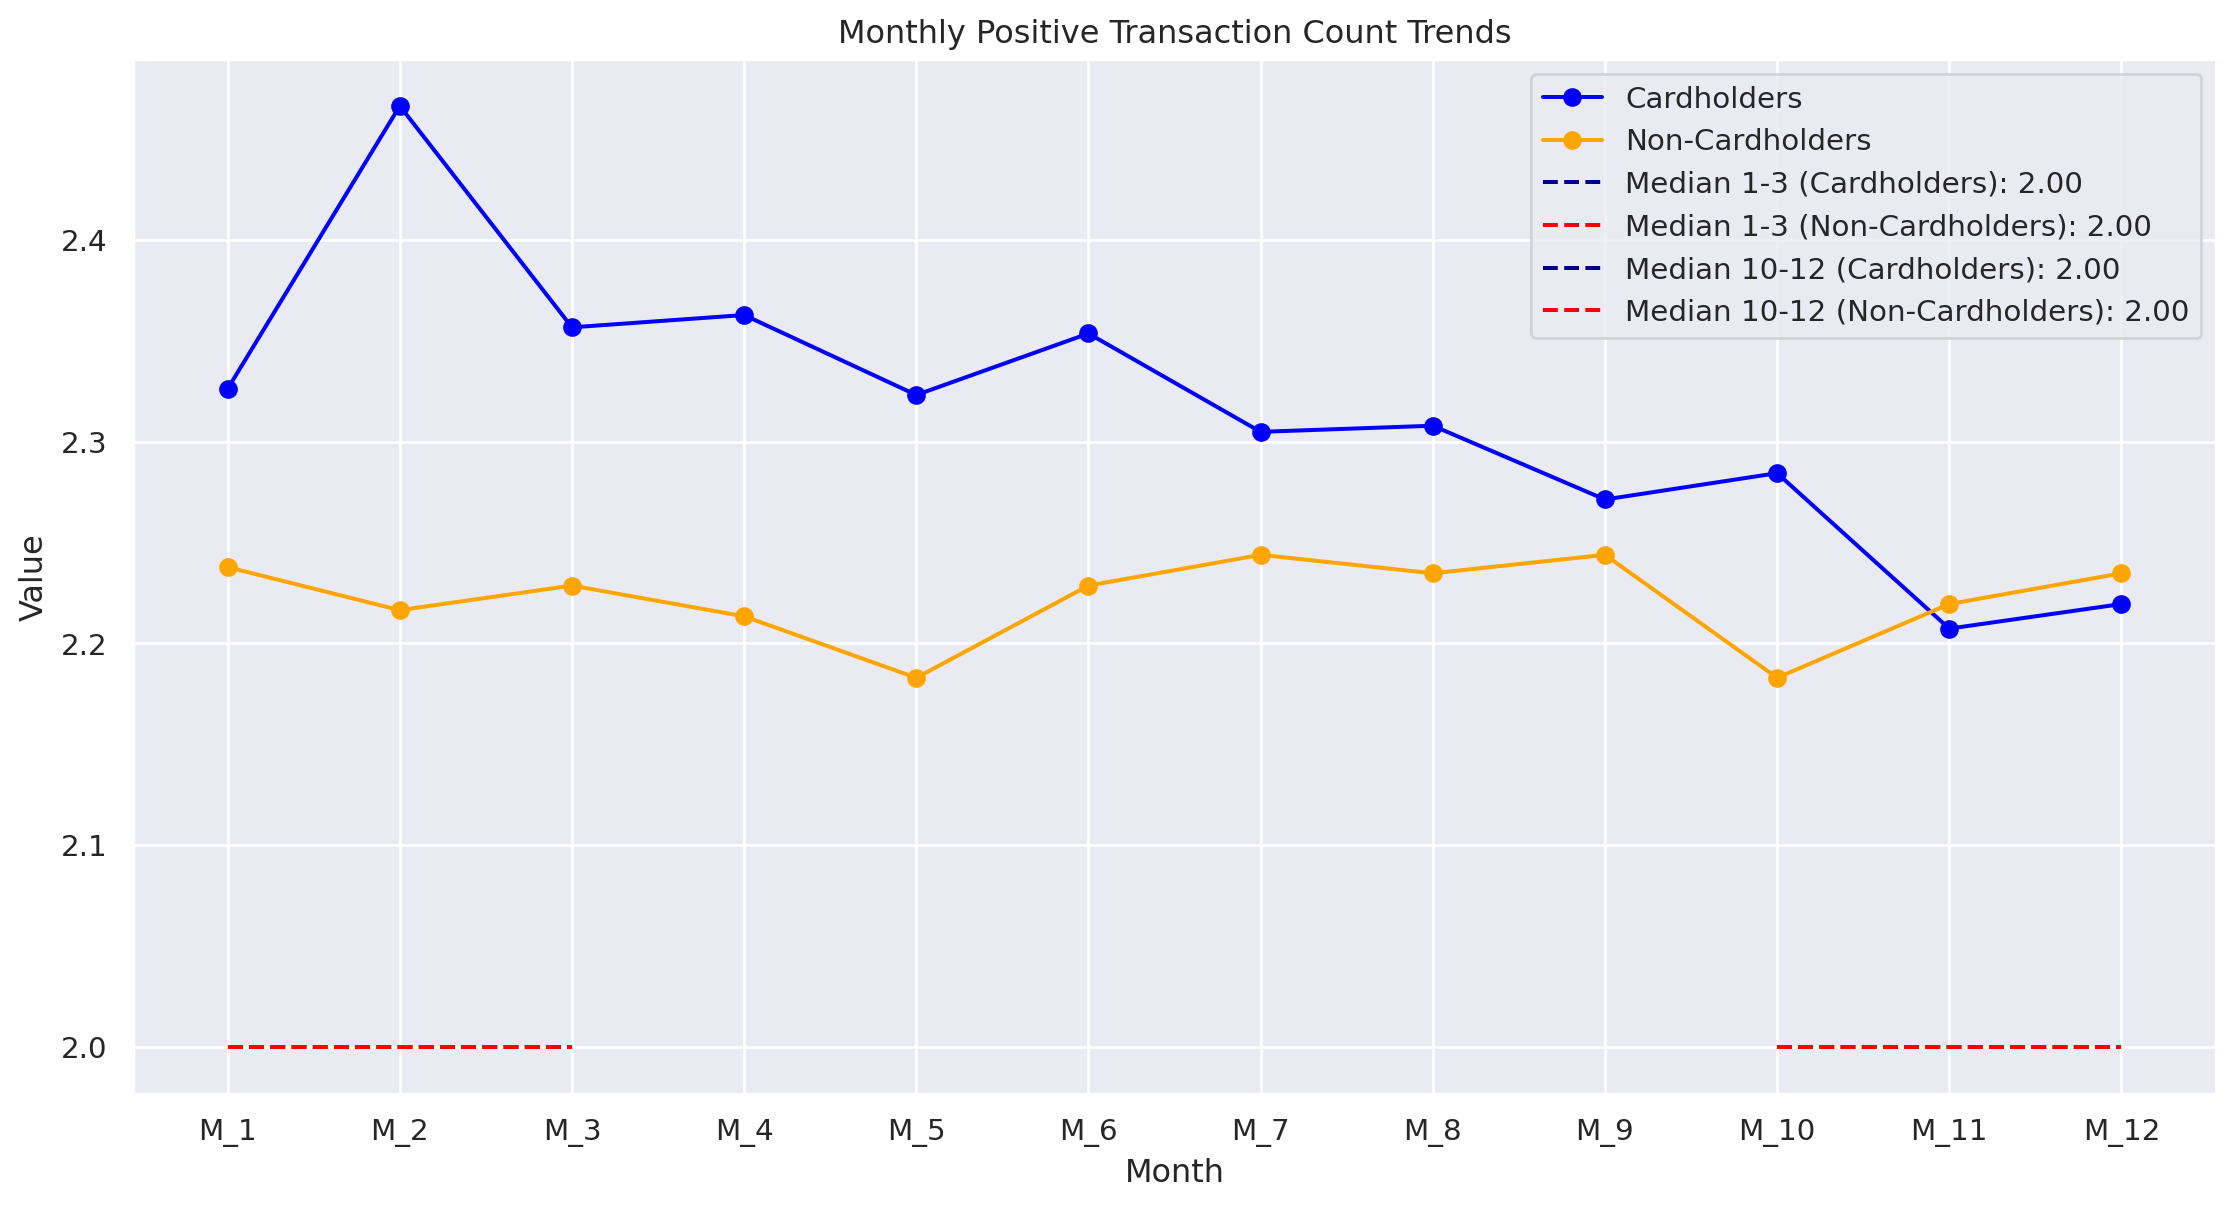 Monthly Positive Transaction Count Trends
Cardholders
Non-Cardholders
Median 1-3 (Cardholders): 2.00
Median 1-3 (Non-Cardholders): 2.00
Median 10-12 (Cardholders): 2.00
Median 10-12 (Non-Cardholders): 2.00
Value
2.4
2.3
2.2
2.1
2.0
M_1 M_2 M_3 M_4 M_5 M_6 M_7 M_8 M_9 M_10 M_11 M_12
Month